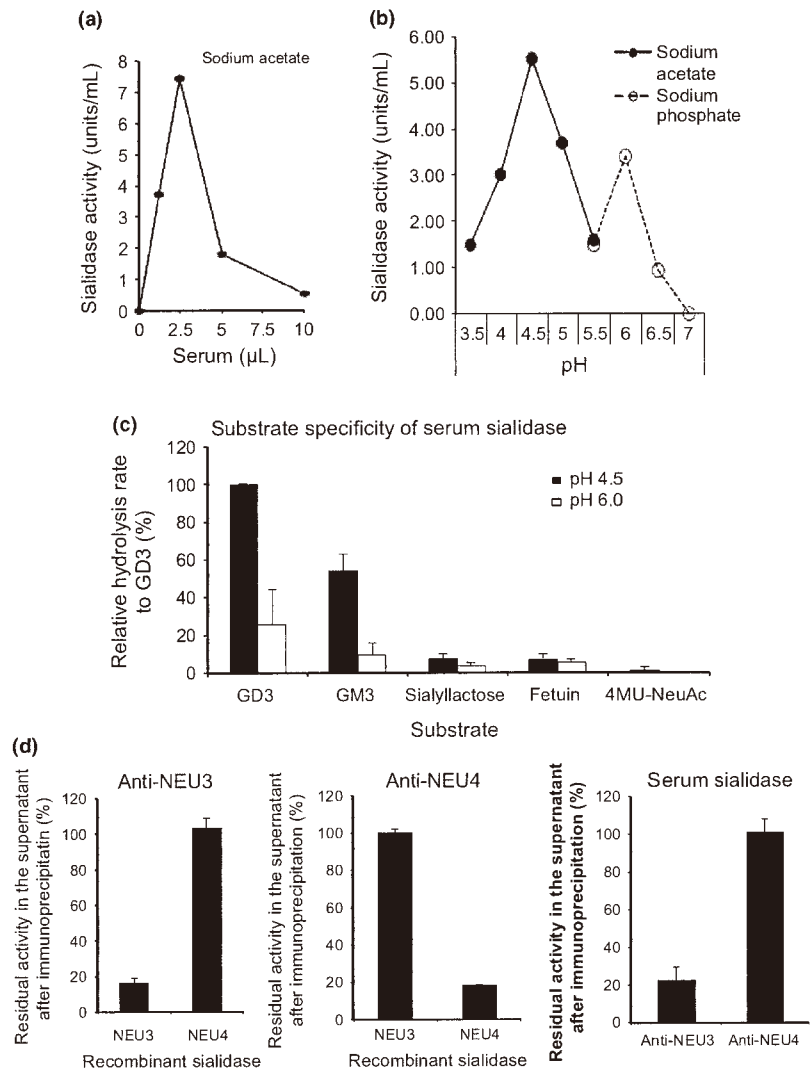 (a)
Sodium acetate
Sialidase activity (units/mL)
8
7
6
5
4
3
2
1
0
0 2.5 5 7.5 10
Serum (µL)
(b)
Sodium
acetate
Sodium
phosphate
Sialidase activity (units/mL)
6.00
5.00
4.00
3.00
2.00
1.00
0.00
3.5 4 4.5 5 5.5 6 6.5 7
pH
(c)
Substrate specificity of serum sialidase
pH 4.5
pH 6.0
Relative hydrolysis rate
to GD3 (%)
120
100
80
60
40
20
0
GD3 GM3 Sialyllactose Fetuin 4MU-NeuAc
Substrate
(d)
Anti-NEU3
Residual activity in the supernatant
after immunoprecipitatin (%)
120
100
80
60
40
20
0
NEU3 NEU4
Recombinant sialidase
Anti-NEU4
Residual activity in the supernatant
after immunoprecipitation (%)
120
100
80
60
40
20
0
NEU3 NEU4
Recombinant sialidase
Serum sialidase
Residual activity in the supernatant
after immunoprecipitation (%)
120
100
80
60
40
20
0
Anti-NEU3 Anti-NEU4